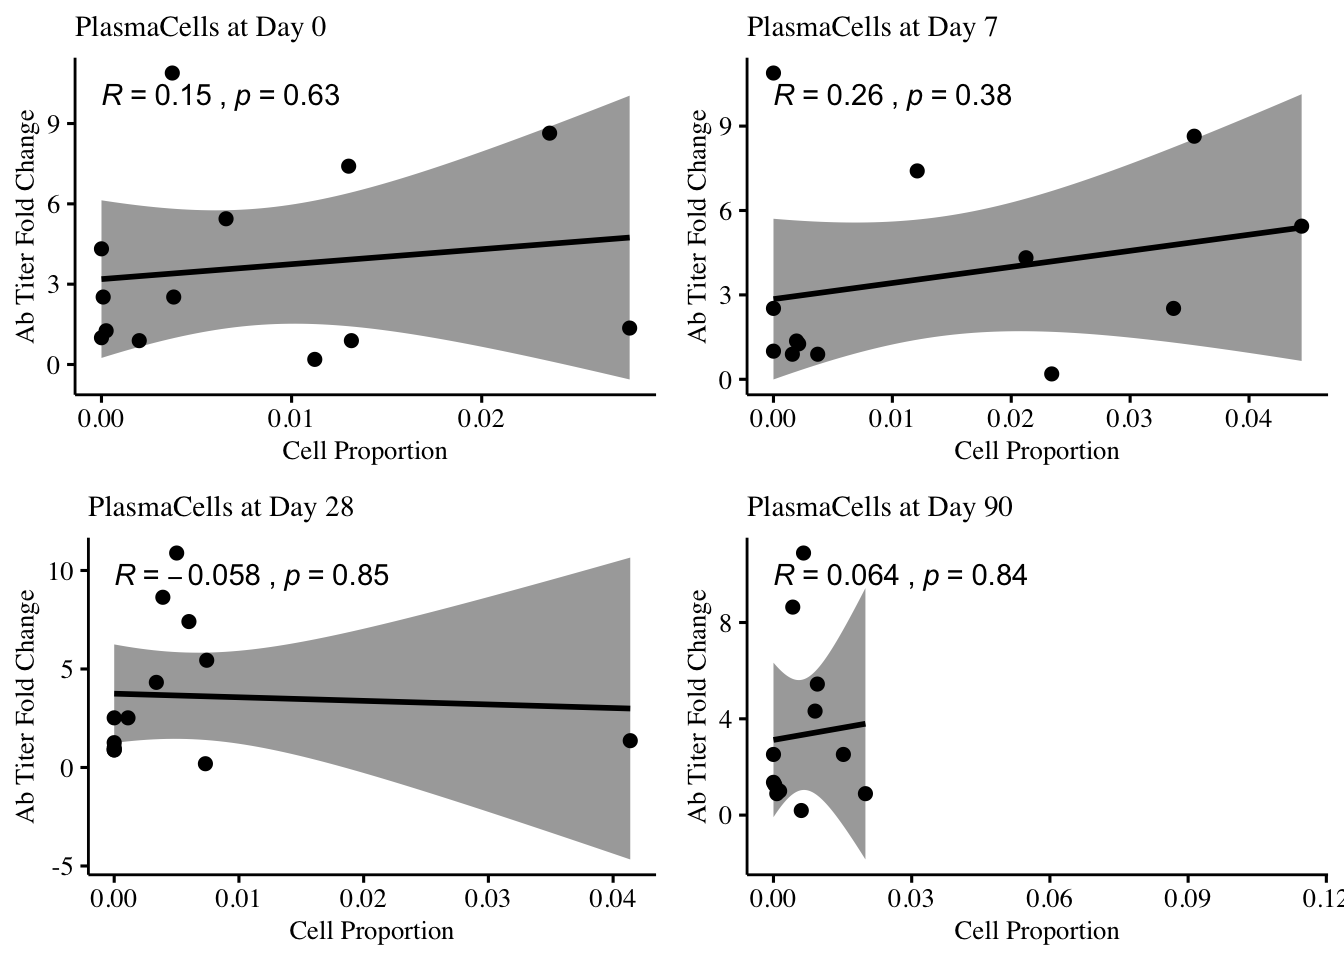 PlasmaCells at Day 0
R = 0.15 , p = 0.63
Ab Titer Fold Change
9
6
3
0
0.00 0.01 0.02
Cell Proportion
PlasmaCells at Day 7
R = 0.26 , p = 0.38
Ab Titer Fold Change
9
6
3
0
0.00 0.01 0.02 0.03 0.04
Cell Proportion
PlasmaCells at Day 28
R = −0.058 , p = 0.85
Ab Titer Fold Change
10
5
0
-5
0.00 0.01 0.02 0.03 0.04
Cell Proportion
PlasmaCells at Day 90
R = 0.064 , p = 0.84
Ab Titer Fold Change
8
4
0
0.00 0.03 0.06 0.09 0.12
Cell Proportion